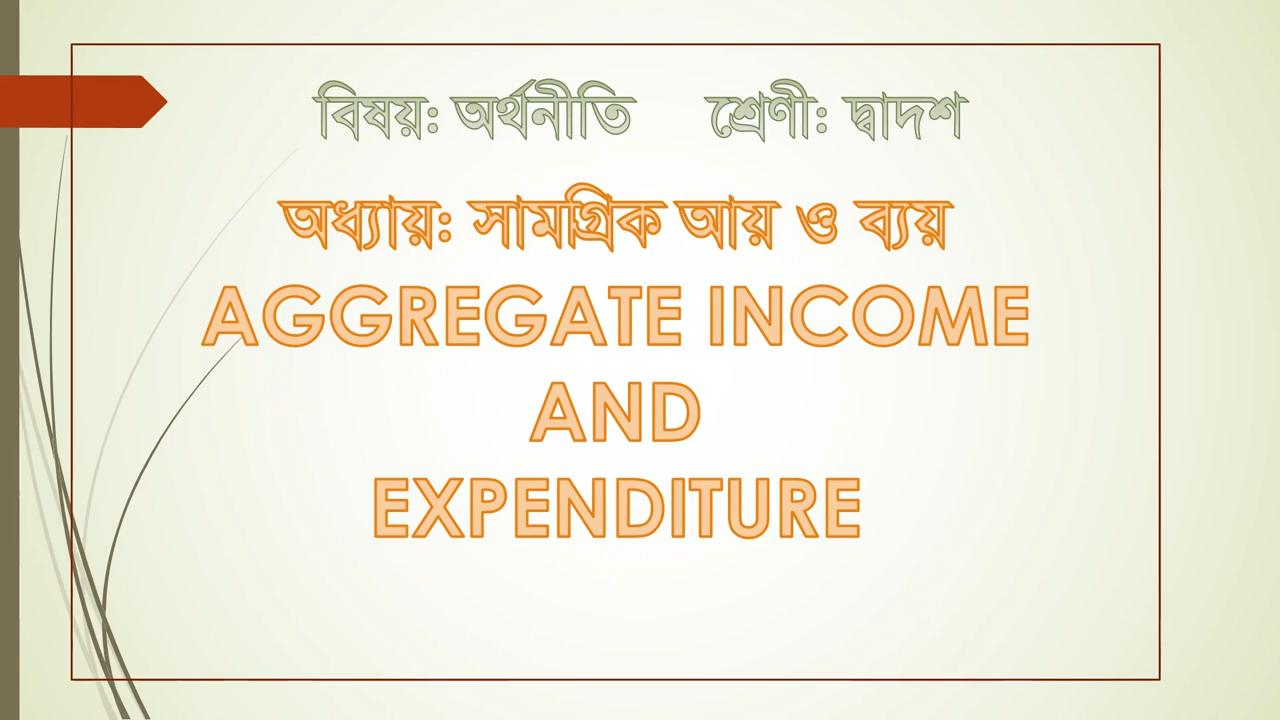 বিষয়: অর্থনীতি শ্রেণী: দ্বাদশ
অধ্যায়: সামগ্রিক আয় ও ব্যয়
AGGREGATE INCOME
AND
EXPENDITURE